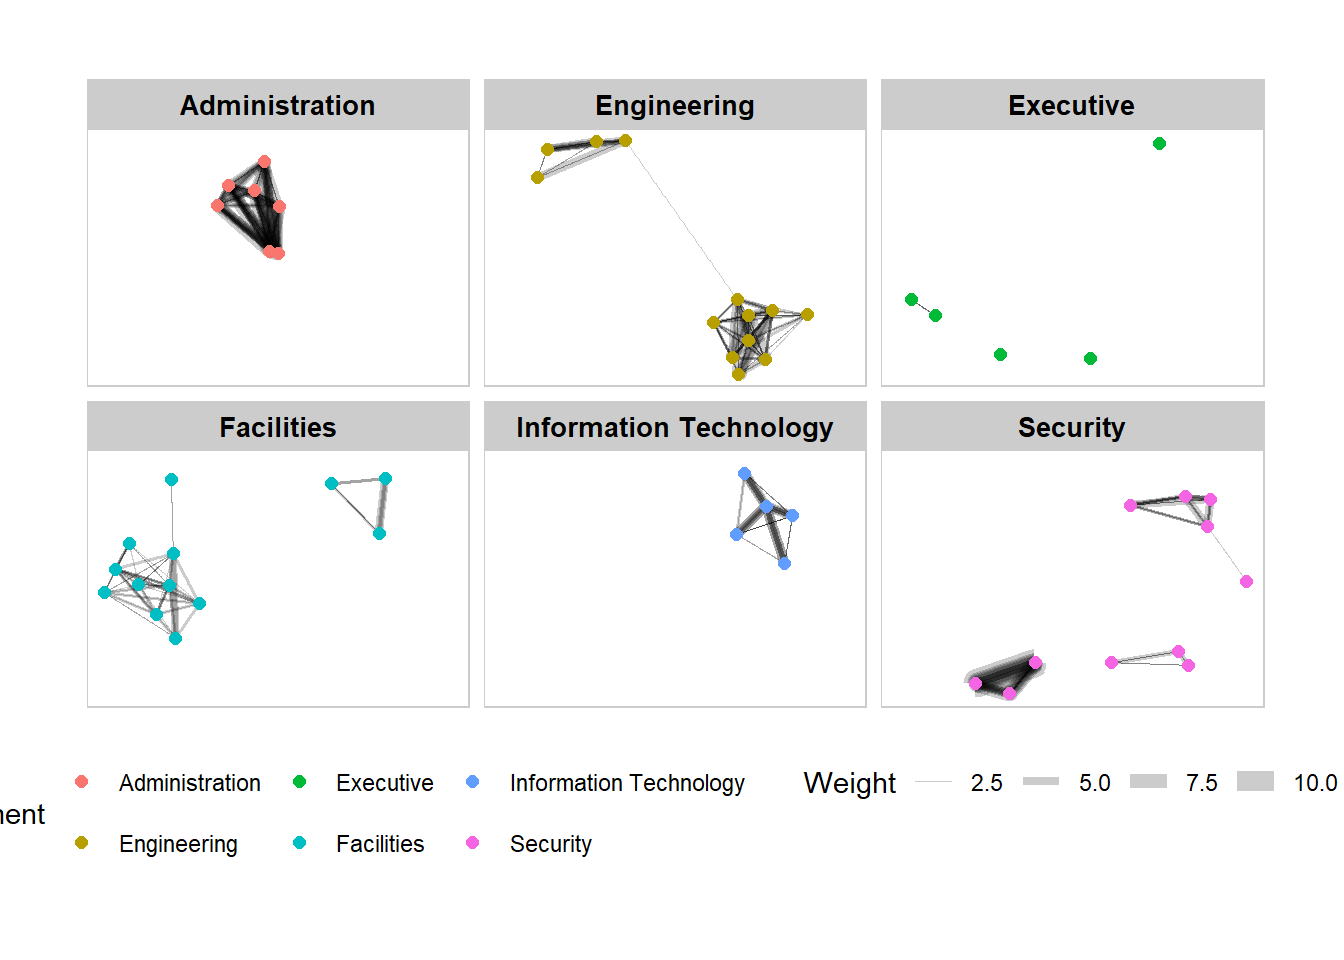 Administration
Engineering
Executive
Facilities
Information Technology
Security
Administration
Executive
Information Technology
Weight
2.5
5.0
7.5
10.0
Engineering
Facilities
Security